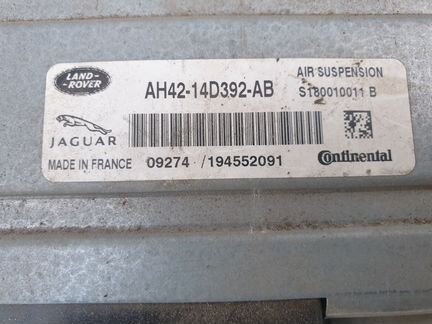 LAND-
ROVER
AH42-14D392-AB
AIR SUSPENSION
S180010011 B
JAGUAR
MADE IN FRANCE
09274 / 194552091
Continental